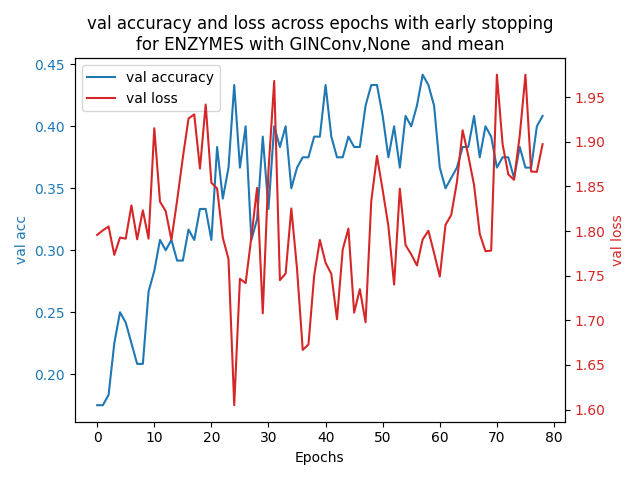 val accuracy and loss across epochs with early stopping
for ENZYMES with GINConv,None  and mean
val accuracy
val loss
0.45
0.40
0.35
0.30
0.25
0.20
val acc
1.95
1.90
1.85
1.80
1.75
1.70
1.65
1.60
val loss
0 10 20 30 40 50 60 70 80
Epochs